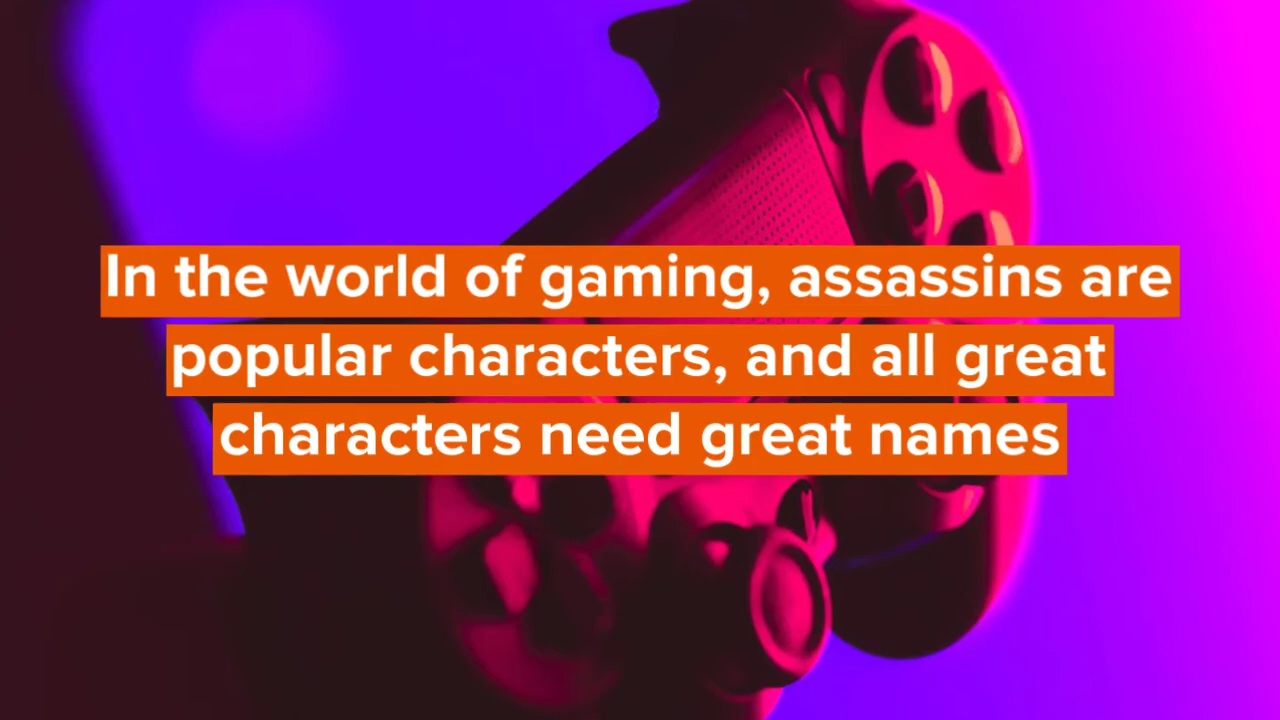 In the world of gaming, assassins are
popular characters, and all great
characters need great names